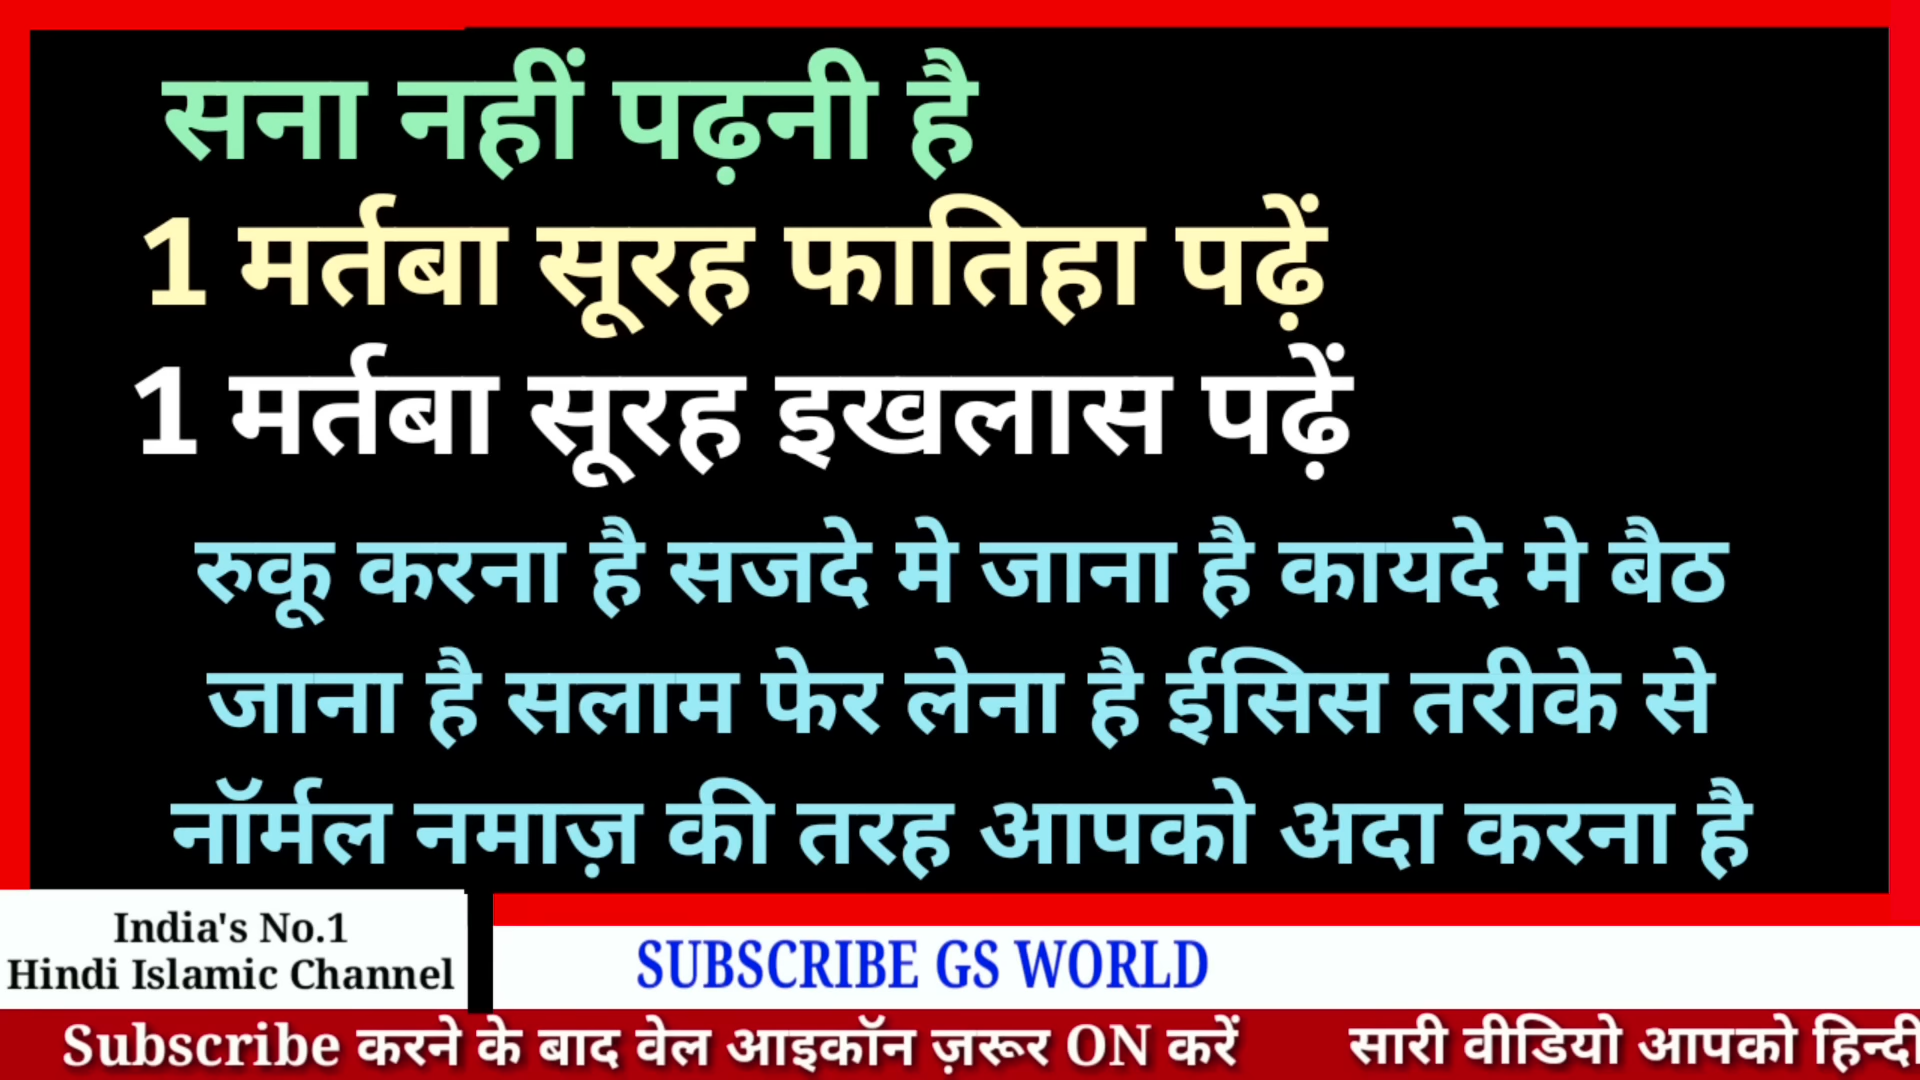 सना नहीं पढ़नी है
1 मर्तबा सूरह फातिहा पढ़ें
1 मर्तबा सूरह इखलास पढ़ें
रुकू करना है सजदे मे जाना है कायदे मे बैठ
जाना है सलाम फेर लेना है ईसिस तरीके से
नॉर्मल नमाज़ की तरह आपको अदा करना है
India's No.1
Hindi Islamic Channel
SUBSCRIBE GS WORLD
Subscribe करने के बाद वेल आइकॉन ज़रूर ON करें सारी वीडियो आपको हिन्दी